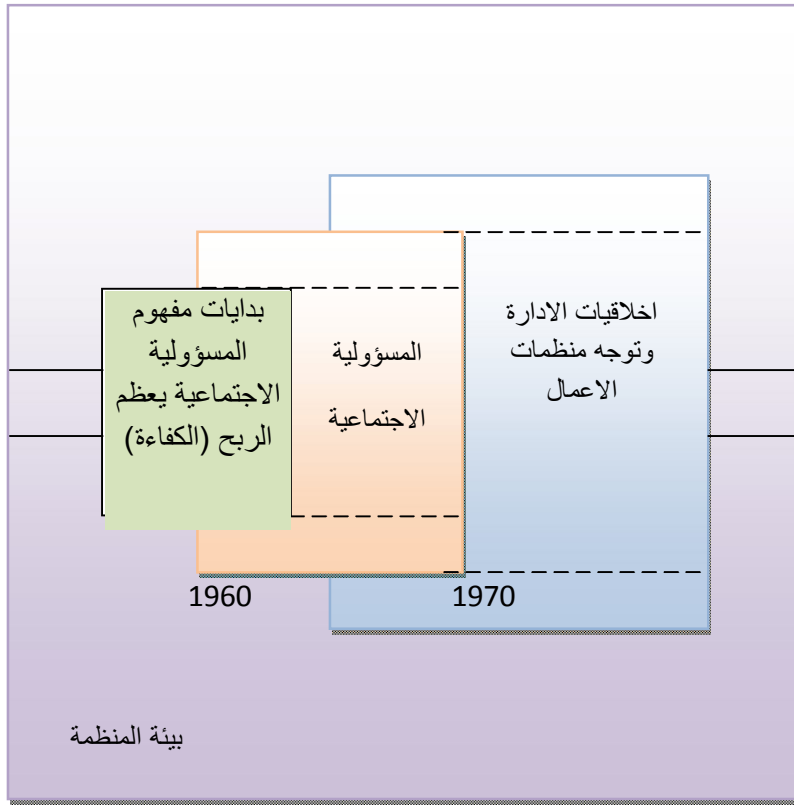 بدايات مفهوم
المسؤولية
الاجتماعية يعظم
الربح (الكفاءة)
المسؤولية
الاجتماعية
اخلاقيات الادارة
وتوجه منظمات
الاعمال
1960
1970
بيئة المنظمة